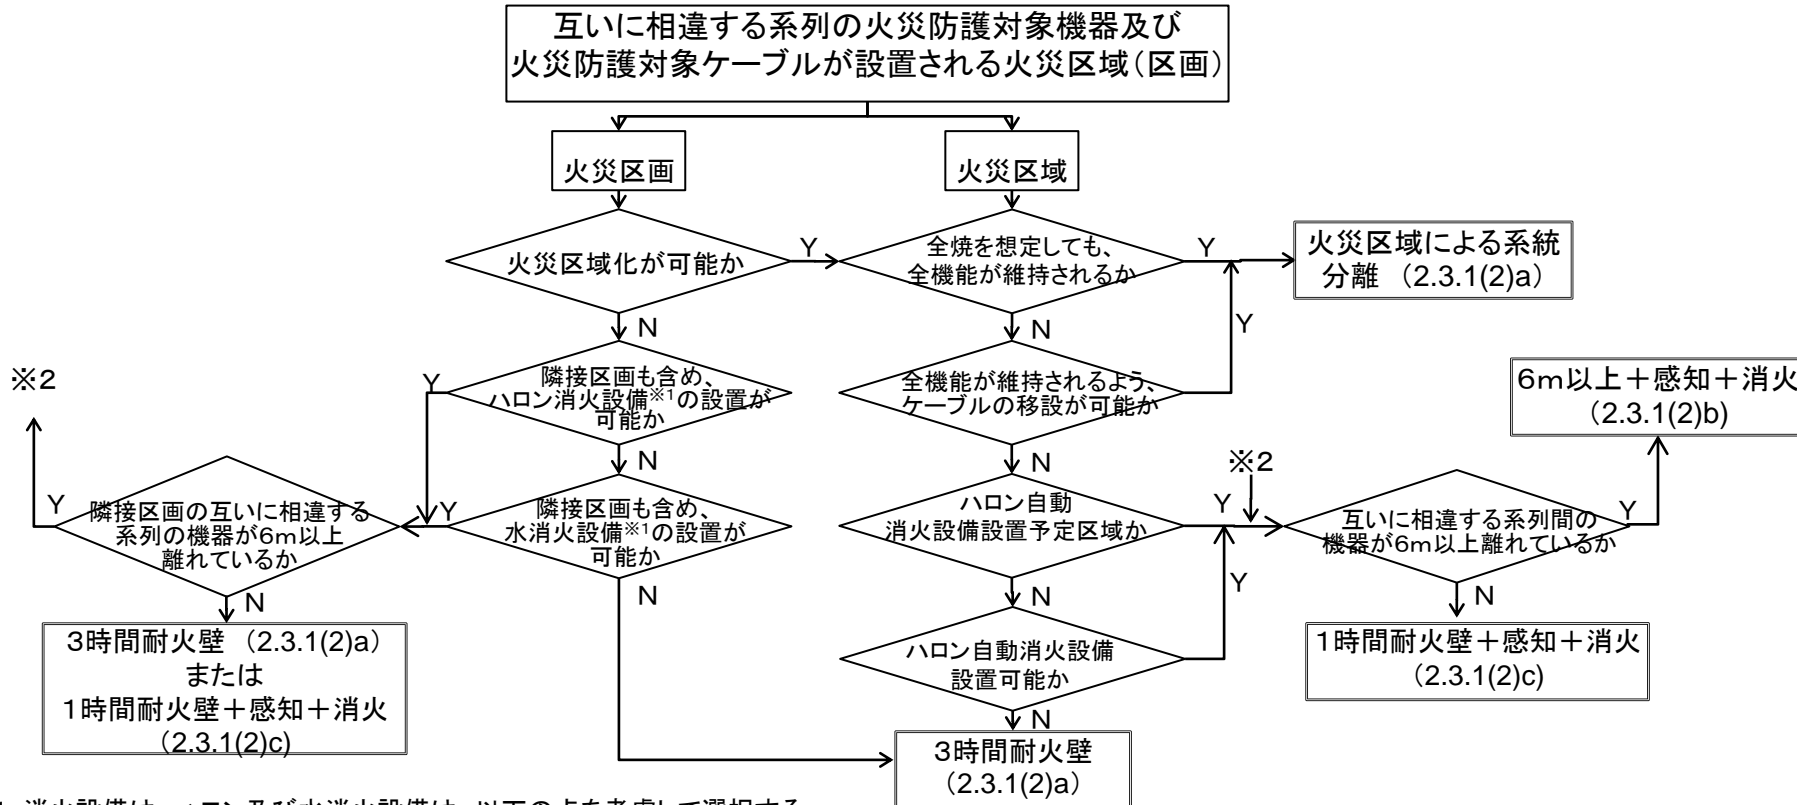 互いに相違する系列の火災防護対象機器及び
火災防護対象ケーブルが設置される火災区域（区画）
火災区画
火災区域
火災区域化が可能か
Y
全焼を想定しても、
全機能が維持されるか
Y
火災区域による系統
分離 （2.3.1(2)a）
N
N
Y
※2
Y
隣接区画も含め、
ハロン消火設備※1の設置が
可能か
全機能が維持されるよう、
ケーブルの移設が可能か
6m以上＋感知＋消火
（2.3.1(2)b）
N
N
※2
Y
隣接区画の互いに相違する
系列の機器が6m以上
離れているか
Y
隣接区画も含め、
水消火設備※1の設置が
可能か
ハロン自動
消火設備設置予定区域か
Y
互いに相違する系列間の
機器が6m以上離れているか
Y
N
N
N
Y
N
3時間耐火壁 （2.3.1(2)a）
または
1時間耐火壁＋感知＋消火
（2.3.1(2)c）
ハロン自動消火設備
設置可能か
1時間耐火壁＋感知＋消火
（2.3.1(2)c）
N
3時間耐火壁
（2.3.1(2)a）